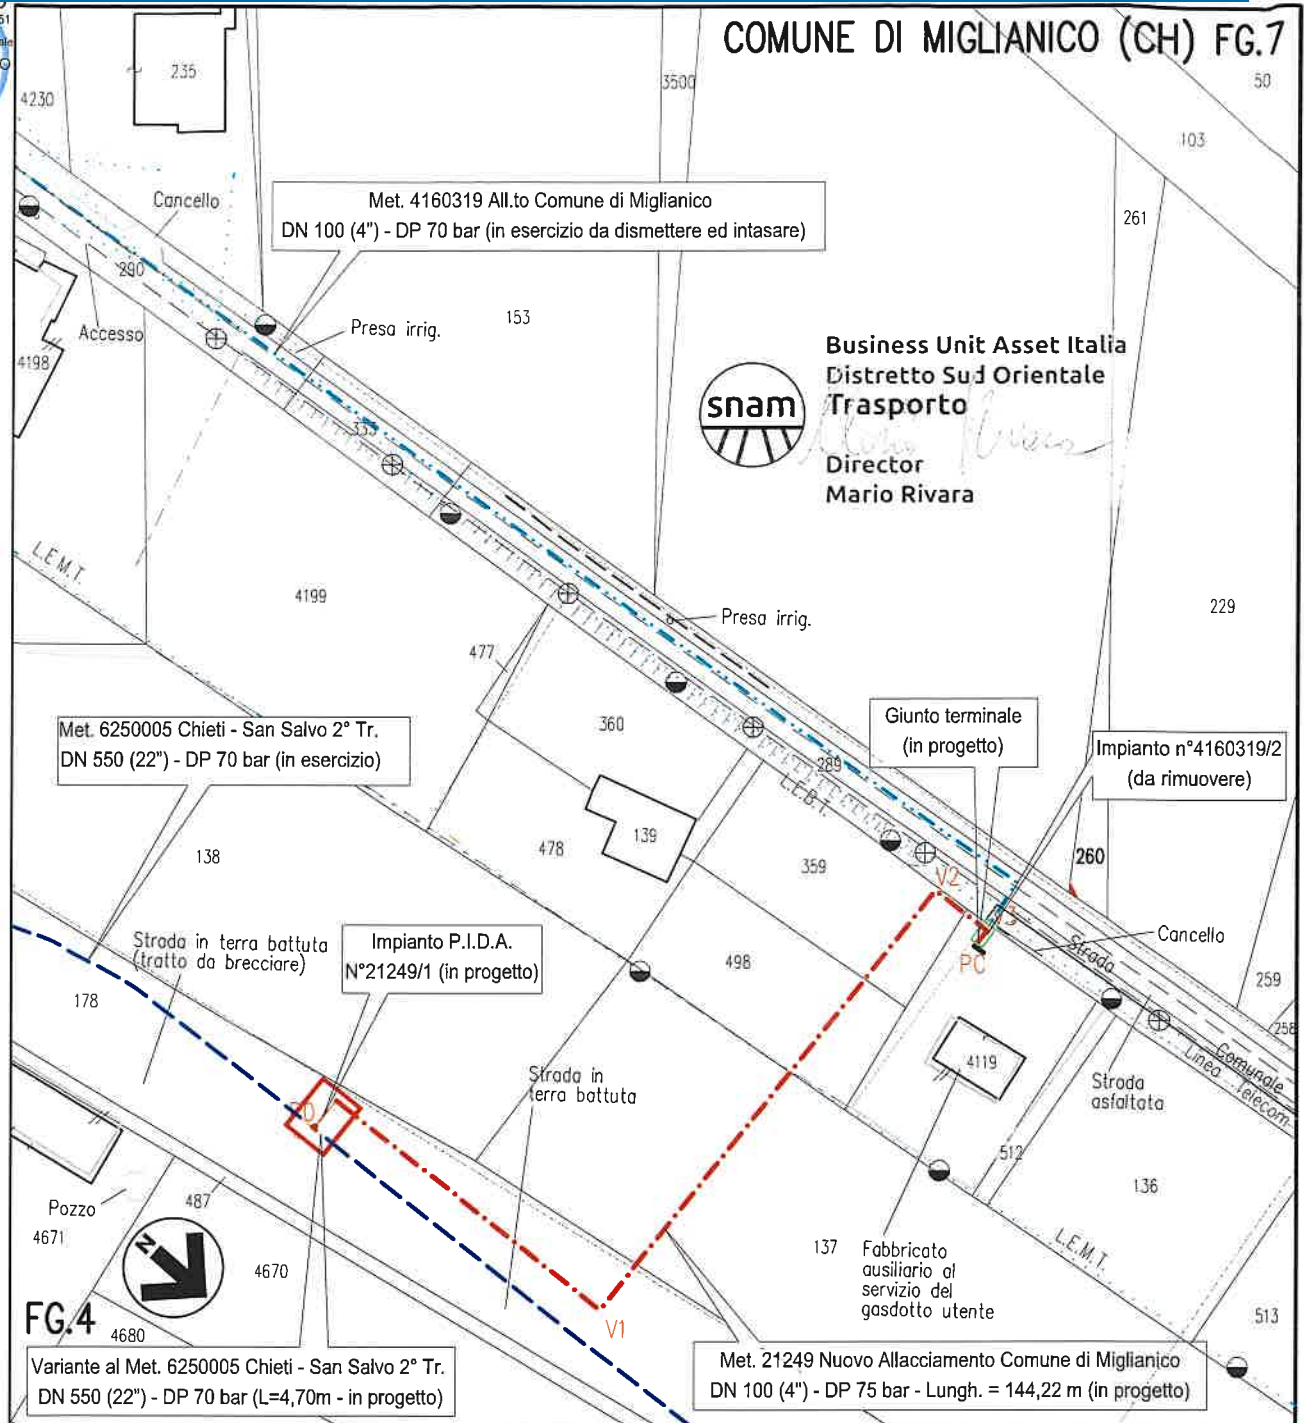 COMUNE DI MIGLIANICO (CH) FG.7
50
235
3500
4230
103
Cancello
Met. 4160319 All.to Comune di Miglianico
DN 100 (4") - DP 70 bar (in esercizio da dismettere ed intasare)
261
290
153
Presa irrig.
Accesso
4198
Business Unit Asset Italia
Distretto Sud Orientale
Trasporto
snam
Director
Mario Rivara
333
L.E.M.T.
4199
229
Presa irrig.
477
360
Met. 6250005 Chieti - San Salvo 2° Tr.
DN 550 (22") - DP 70 bar (in esercizio)
Giunto terminale
(in progetto)
Impianto n°4160319/2
(da rimuovere)
289
L.E.B.T.
139
138
478
359
260
V2
V3
PC
Strada
Cancello
Strada in terra battuta
(tratto da brecciare)
Impianto P.I.D.A.
N°21249/1 (in progetto)
498
259
178
258
4119
Comunale
Linea Telecom
Strada in
terra battuta
Strada
asfaltata
512
136
487
Pozzo
4671
N
4670
137
Fabbricato
ausiliario al
servizio del
gasdotto utente
L.E.M.T.
513
FG.4
4680
V1
Variante al Met. 6250005 Chieti - San Salvo 2° Tr.
DN 550 (22") - DP 70 bar (L=4,70m - in progetto)
Met. 21249 Nuovo Allacciamento Comune di Miglianico
DN 100 (4") - DP 75 bar - Lungh. = 144,22 m (in progetto)